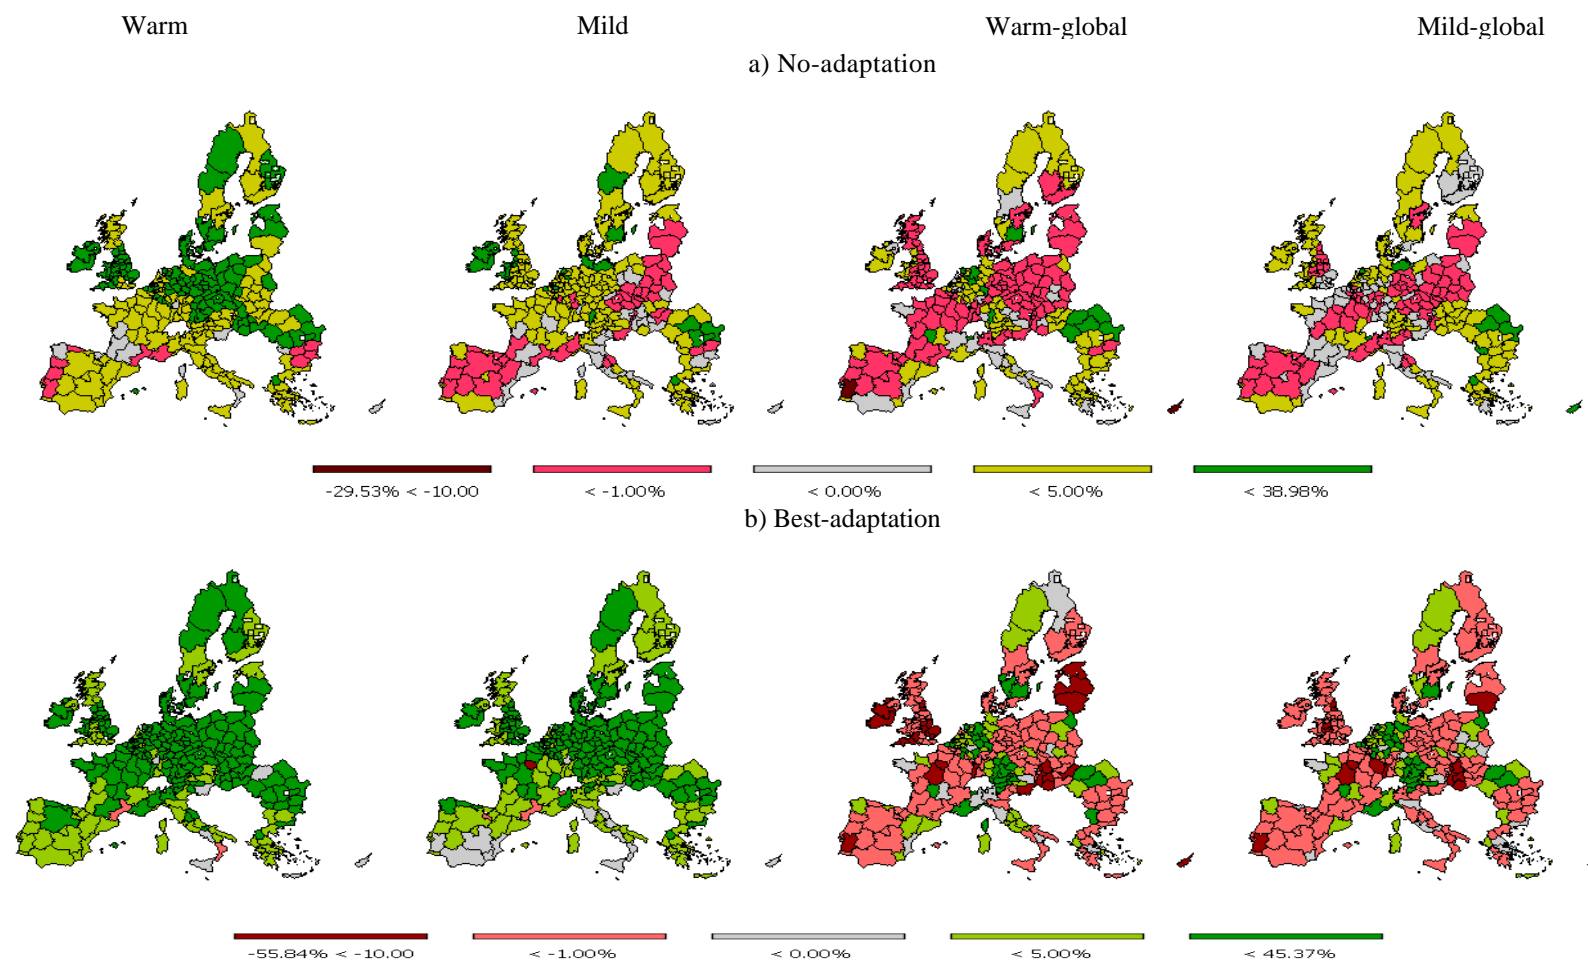 Warm Mild Warm-global Mild-global
a) No-adaptation
-29.53% < -10.00 < -1.00% < 0.00% < 5.00% < 38.98%
b) Best-adaptation
-55.84% < -10.00 < -1.00% < 0.00% < 5.00% < 45.37%